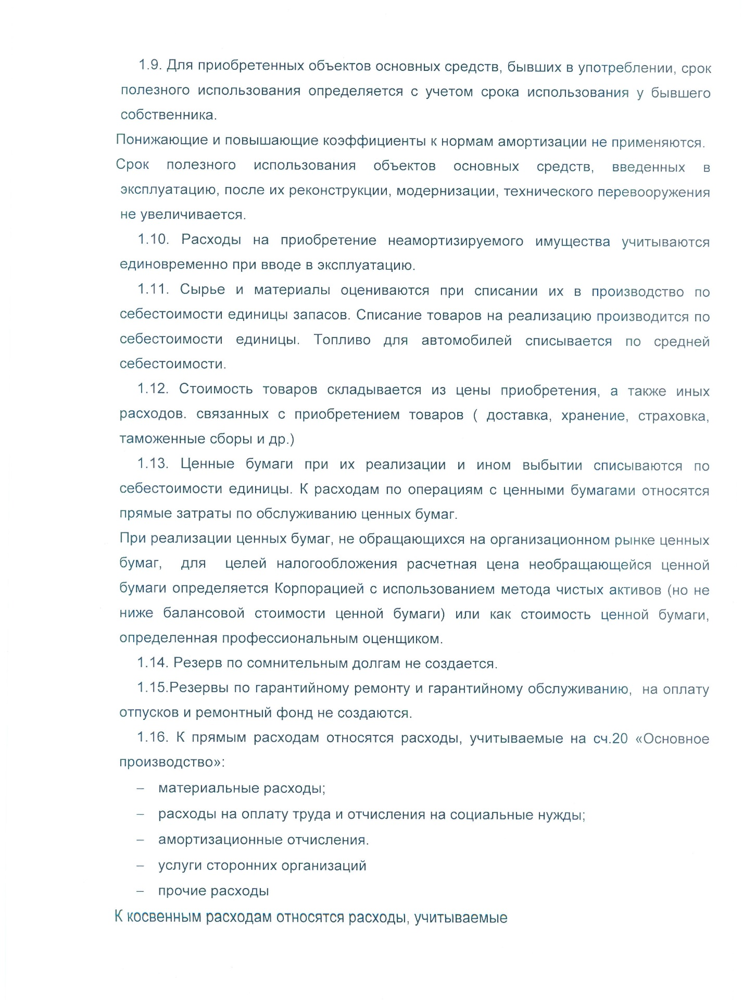 1.9. Для приобретенных объектов основных средств, бывших в употреблении, срок
полезного использования определяется с учетом срока использования у бывшего
собственника.
Понижающие и повышающие коэффициенты к нормам амортизации не применяются.
Срок полезного использования объектов основных средств, введенных в
эксплуатацию, после их реконструкции, модернизации, технического перевооружения
не увеличивается.
1.10. Расходы на приобретение неамортизируемого имущества учитываются
единовременно при вводе в эксплуатацию.
1.11. Сырье и материалы оцениваются при списании их в производство по
себестоимости единицы запасов. Списание товаров на реализацию производится по
себестоимости единицы. Топливо для автомобилей списывается по средней
себестоимости.
1.12. Стоимость товаров складывается из цены приобретения, а также иных
расходов. связанных с приобретением товаров ( доставка, хранение, страховка,
таможенные сборы и др.)
1.13. Ценные бумаги при их реализации и ином выбытии списываются по
себестоимости единицы. К расходам по операциям с ценными бумагами относятся
прямые затраты по обслуживанию ценных бумаг.
При реализации ценных бумаг, не обращающихся на организационном рынке ценных
бумаг, для целей налогообложения расчетная цена необращающейся ценной
бумаги определяется Корпорацией с использованием метода чистых активов (но не
ниже балансовой стоимости ценной бумаги) или как стоимость ценной бумаги,
определенная профессиональным оценщиком.
1.14. Резерв по сомнительным долгам не создается.
1.15.Резервы по гарантийному ремонту и гарантийному обслуживанию, на оплату
отпусков и ремонтный фонд не создаются.
1.16. К прямым расходам относятся расходы, учитываемые на сч.20 «Основное
производство»:
– материальные расходы;
– расходы на оплату труда и отчисления на социальные нужды;
– амортизационные отчисления.
– услуги сторонних организаций
– прочие расходы
К косвенным расходам относятся расходы, учитываемые